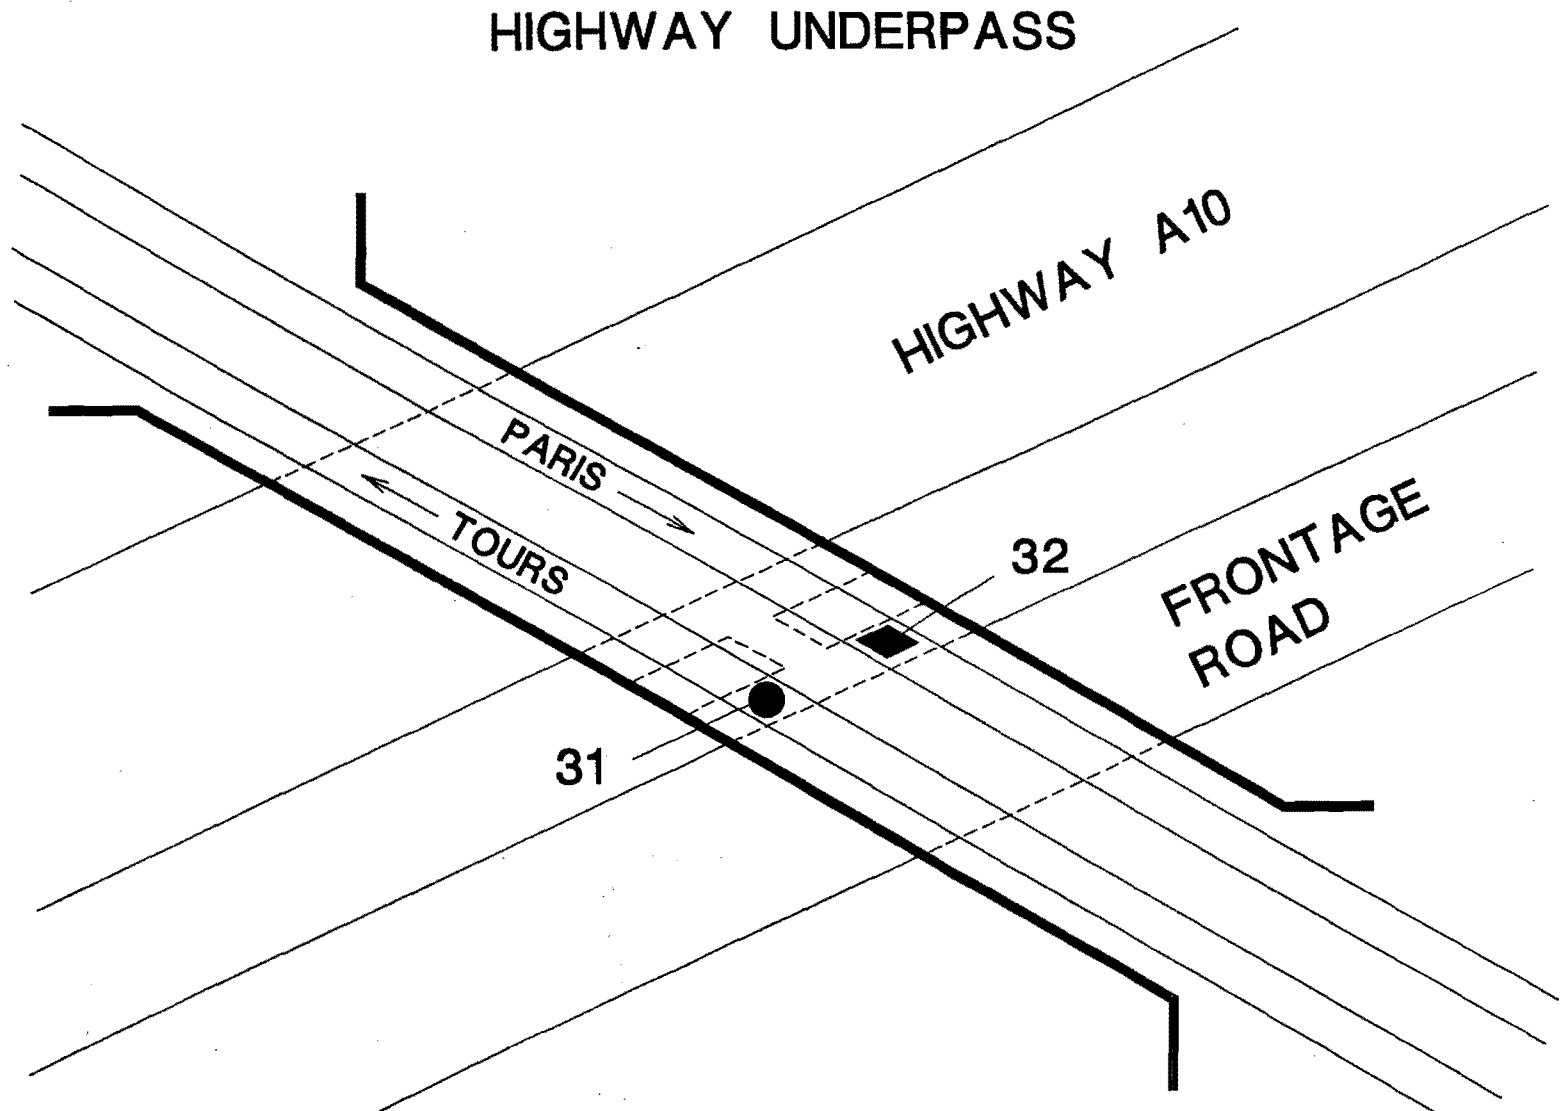 HIGHWAY UNDERPASS
HIGHWAY A10
PARIS
TOURS
32
FRONTAGE
ROAD
31